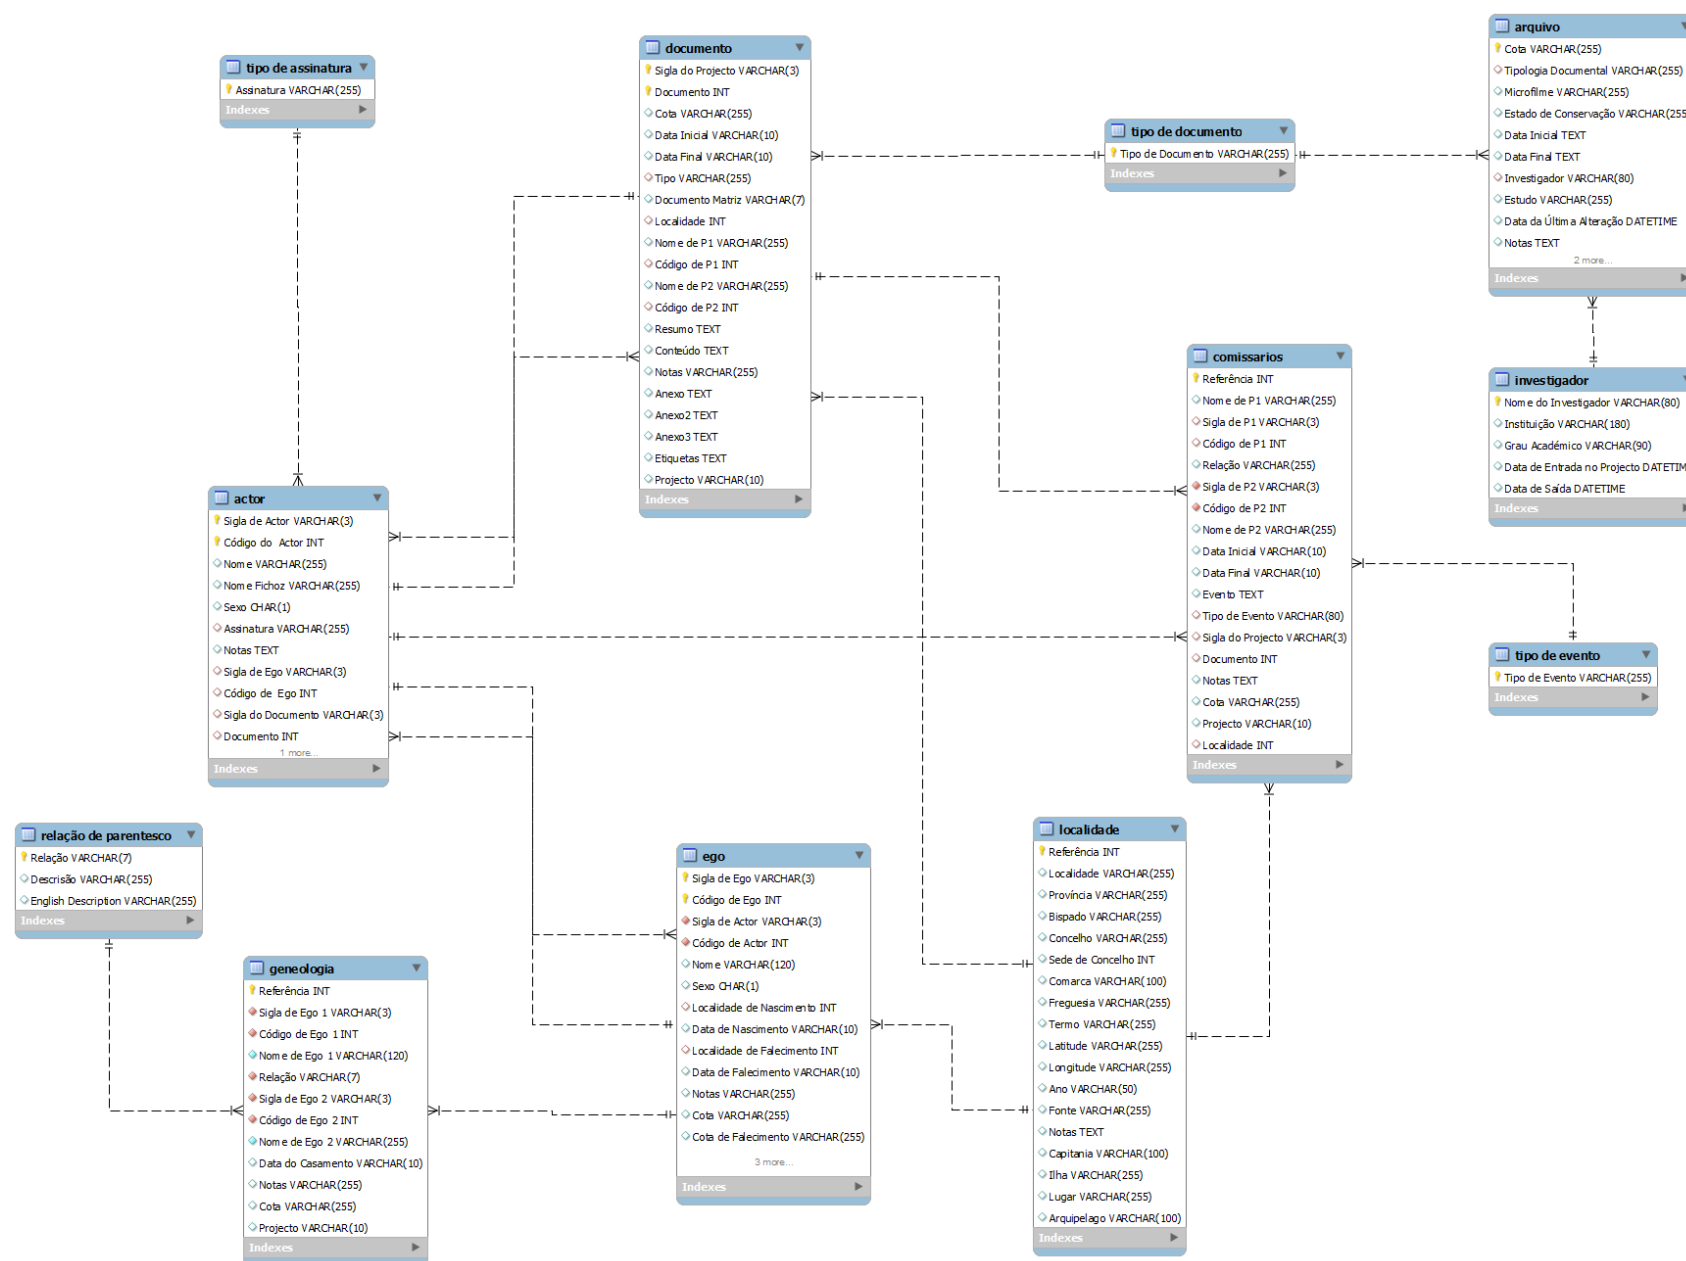 tipo de assinatura
Assinatura VARCHAR(255)
Indexes
documento
Sigla do Projecto VARCHAR(3)
Documento INT
Cota VARCHAR(255)
Data Inicial VARCHAR(10)
Data Final VARCHAR(10)
Tipo VARCHAR(255)
Documento Matriz VARCHAR(7)
Localidade INT
Nome de P1 VARCHAR(255)
Código de P1 INT
Nome de P2 VARCHAR(255)
Código de P2 INT
Resumo TEXT
Conteúdo TEXT
Notas VARCHAR(255)
Anexo TEXT
Anexo2 TEXT
Anexo3 TEXT
Etiquetas TEXT
Projecto VARCHAR(10)
Indexes
tipo de documento
Tipo de Documento VARCHAR(255)
Indexes
arquivo
Cota VARCHAR(255)
Tipologia Documental VARCHAR(255)
Microfilme VARCHAR(255)
Estado de Conservação VARCHAR(255
Data Inicial TEXT
Data Final TEXT
Investigador VARCHAR(80)
Estudo VARCHAR(255)
Data da Última Alteração DATETIME
Notas TEXT
2 more...
Indexes
comissarios
Referência INT
Nome de P1 VARCHAR(255)
Sigla de P1 VARCHAR(3)
Código de P1 INT
Relação VARCHAR(255)
Sigla de P2 VARCHAR(3)
Código de P2 INT
Nome de P2 VARCHAR(255)
Data Inicial VARCHAR(10)
Data Final VARCHAR(10)
Evento TEXT
Tipo de Evento VARCHAR(80)
Sigla do Projecto VARCHAR(3)
Documento INT
Notas TEXT
Cota VARCHAR(255)
Projecto VARCHAR(10)
Localidade INT
Indexes
investigador
Nome do Investigador VARCHAR(80)
Instituição VARCHAR(180)
Grau Académico VARCHAR(90)
Data de Entrada no Projecto DATETIM
Data de Saída DATETIME
Indexes
actor
Sigla de Actor VARCHAR(3)
Código do Actor INT
Nome VARCHAR(255)
Nome Fichoz VARCHAR(255)
Sexo CHAR(1)
Assinatura VARCHAR(255)
Notas TEXT
Sigla de Ego VARCHAR(3)
Código de Ego INT
Sigla do Documento VARCHAR(3)
Documento INT
1 more...
Indexes
tipo de evento
Tipo de Evento VARCHAR(255)
Indexes
relação de parentesco
Relação VARCHAR(7)
Descrisão VARCHAR(255)
English Description VARCHAR(255)
Indexes
ego
Sigla de Ego VARCHAR(3)
Código de Ego INT
Sigla de Actor VARCHAR(3)
Código de Actor INT
Nome VARCHAR(120)
Sexo CHAR(1)
Localidade de Nascimento INT
Data de Nascimento VARCHAR(10)
Localidade de Falecimento INT
Data de Falecimento VARCHAR(10)
Notas VARCHAR(255)
Cota VARCHAR(255)
Cota de Falecimento VARCHAR(255)
3 more...
Indexes
localidade
Referência INT
Localidade VARCHAR(255)
Província VARCHAR(255)
Bispado VARCHAR(255)
Concelho VARCHAR(255)
Sede de Concelho INT
Comarca VARCHAR(100)
Freguesia VARCHAR(255)
Termo VARCHAR(255)
Latitude VARCHAR(255)
Longitude VARCHAR(255)
Ano VARCHAR(50)
Fonte VARCHAR(255)
Notas TEXT
Capitania VARCHAR(100)
Ilha VARCHAR(255)
Lugar VARCHAR(255)
Arquipelago VARCHAR(100)
Indexes
geneologia
Referência INT
Sigla de Ego 1 VARCHAR(3)
Código de Ego 1 INT
Nome de Ego 1 VARCHAR(120)
Relação VARCHAR(7)
Sigla de Ego 2 VARCHAR(3)
Código de Ego 2 INT
Nome de Ego 2 VARCHAR(255)
Data do Casamento VARCHAR(10)
Notas VARCHAR(255)
Cota VARCHAR(255)
Projecto VARCHAR(10)
Indexes